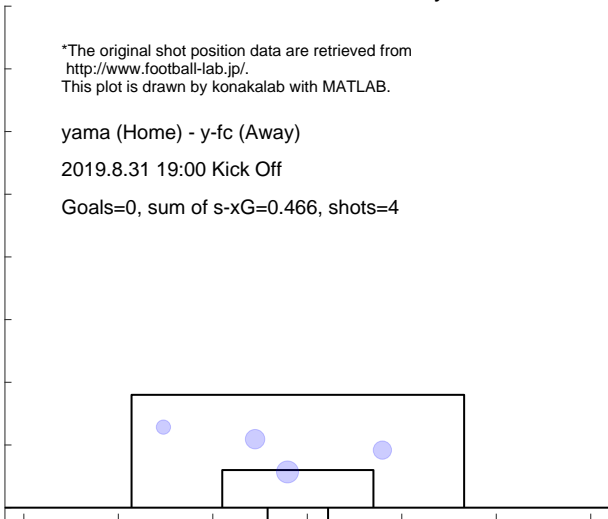 *The original shot position data are retrieved from
http://www.football-lab.jp/.
This plot is drawn by konakalab with MATLAB.
yama (Home) - y-fc (Away)
2019.8.31 19:00 Kick Off
Goals=0, sum of s-xG=0.466, shots=4